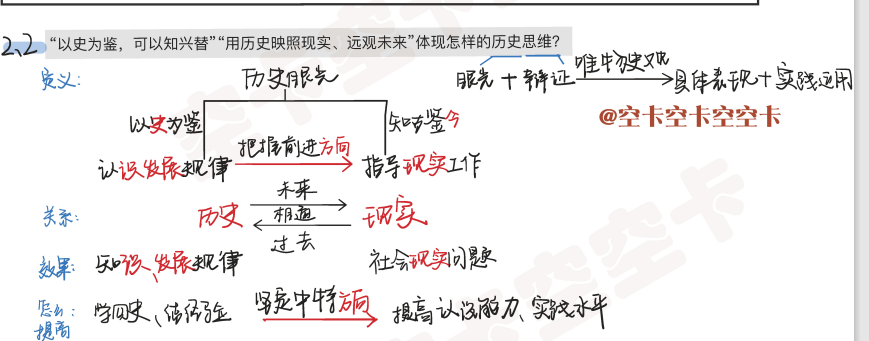 2、2 “以史为鉴，可以知兴替”“用历史映照现实、远观未来”体现怎样的历史思维？
定义： 历史眼光 眼光＋辩证 唯物史观 具体表现＋实践运用
@空卡空卡空空卡
以史为鉴 知古鉴今
认识发展规律 把握前进方向 指导现实工作
关系： 历史 未来 相通 过去 现实
效果： 知识、发展规律 社会现实问题
怎么提高： 学四史、借经验 坚定中特方向 提高认识能力、实践水平
空卡空空卡